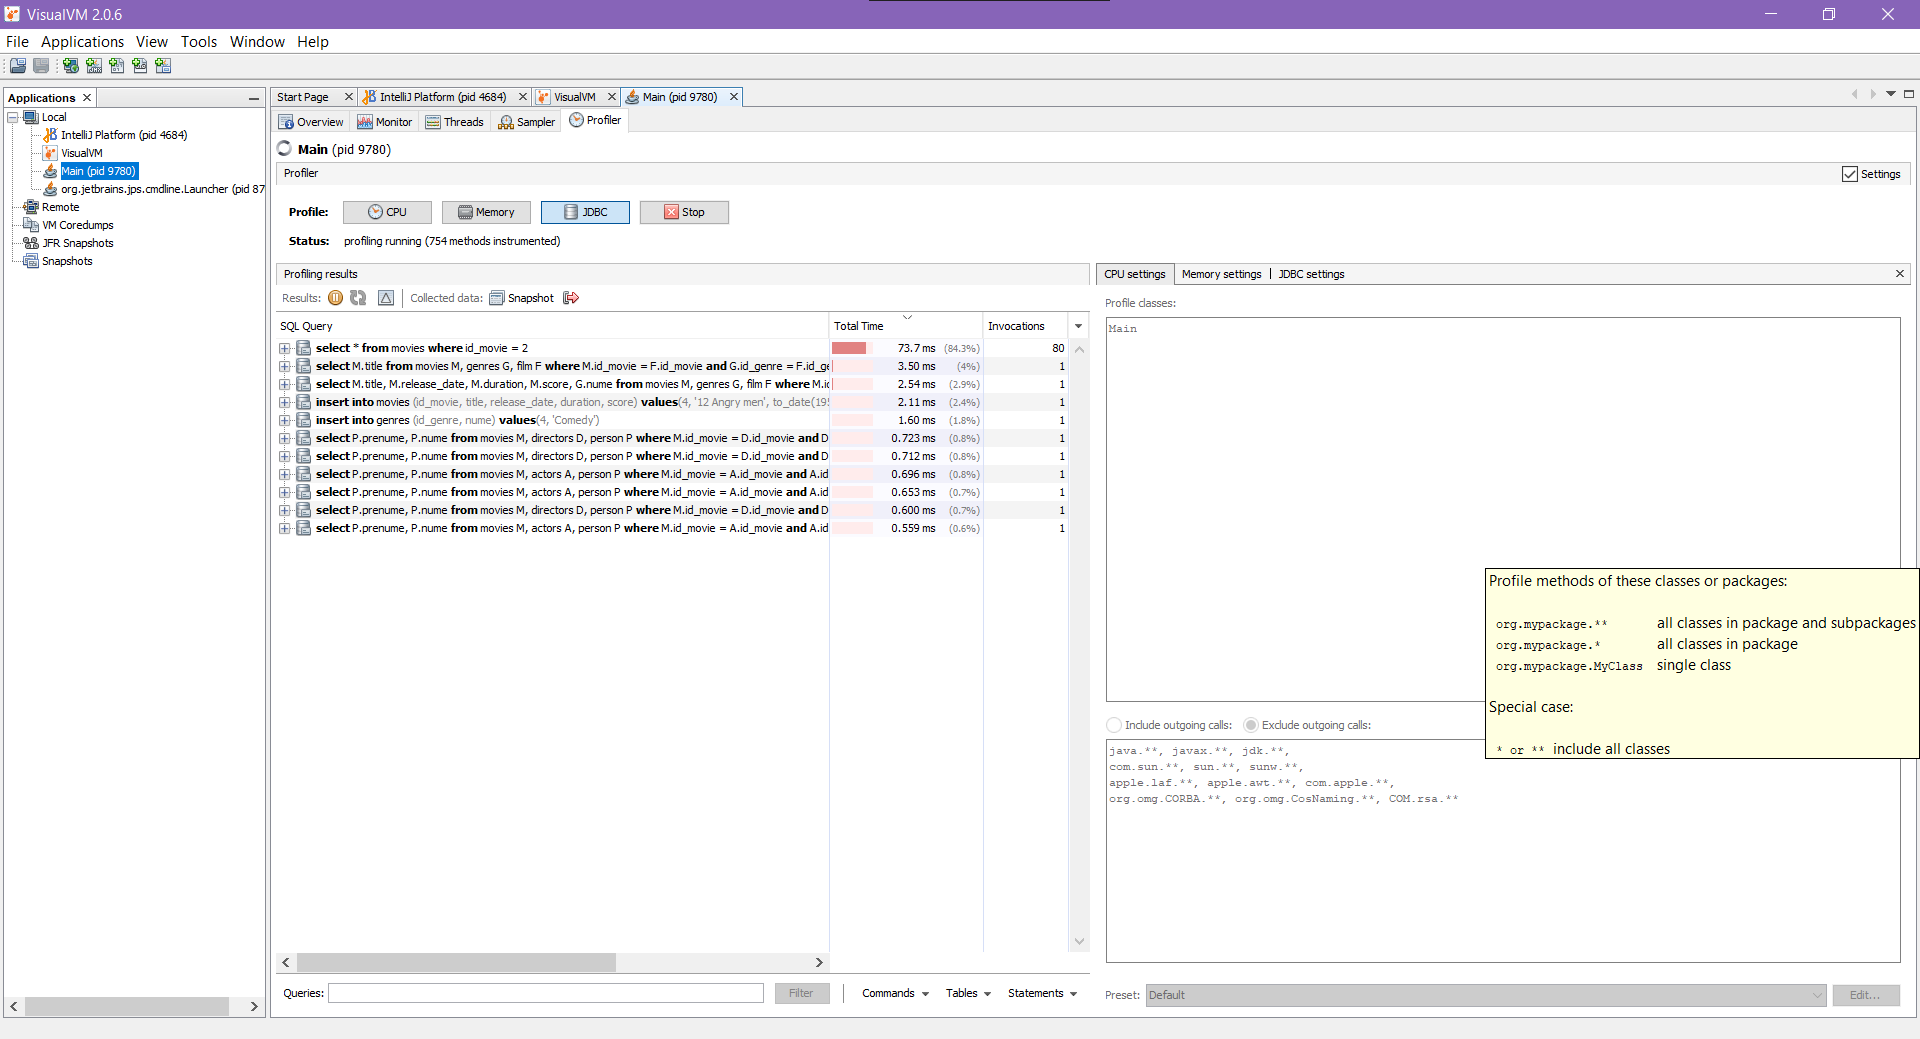 VisualVM 2.0.6
File Applications View Tools Window Help
Applications
Local
IntelliJ Platform (pid 4684)
VisualVM
Main (pid 9780)
org.jetbrains.jps.cmdline.Launcher (pid 87
Remote
VM Coredumps
JFR Snapshots
Snapshots
Start Page IntelliJ Platform (pid 4684) VisualVM Main (pid 9780)
Overview Monitor Threads Sampler Profiler
Main (pid 9780)
Profiler Settings
Profile: CPU Memory JDBC Stop
Status: profiling running (754 methods instrumented)
Profiling results
Results: Collected data: Snapshot
SQL Query Total Time Invocations
select * from movies where id_movie = 2 73.7 ms (84.3%) 80
select M.title from movies M, genres G, film F where M.id_movie = F.id_movie and G.id_genre = F.id_ge 3.50 ms (4%) 1
select M.title, M.release_date, M.duration, M.score, G.nume from movies M, genres G, film F where M.id 2.54 ms (2.9%) 1
insert into movies (id_movie, title, release_date, duration, score) values(4, '12 Angry men', to_date(195 2.11 ms (2.4%) 1
insert into genres (id_genre, nume) values(4, 'Comedy') 1.60 ms (1.8%) 1
select P.prenume, P.nume from movies M, directors D, person P where M.id_movie = D.id_movie and D 0.723 ms (0.8%) 1
select P.prenume, P.nume from movies M, directors D, person P where M.id_movie = D.id_movie and D 0.712 ms (0.8%) 1
select P.prenume, P.nume from movies M, actors A, person P where M.id_movie = A.id_movie and A.id 0.696 ms (0.8%) 1
select P.prenume, P.nume from movies M, actors A, person P where M.id_movie = A.id_movie and A.id 0.653 ms (0.7%) 1
select P.prenume, P.nume from movies M, directors D, person P where M.id_movie = D.id_movie and D 0.600 ms (0.7%) 1
select P.prenume, P.nume from movies M, actors A, person P where M.id_movie = A.id_movie and A.id 0.559 ms (0.6%) 1
Queries: Filter Commands Tables Statements
CPU settings Memory settings JDBC settings
Profile classes:
Main
Profile methods of these classes or packages:
org.mypackage.** all classes in package and subpackages
org.mypackage.* all classes in package
org.mypackage.MyClass single class
Special case:
* or ** include all classes
Include outgoing calls: Exclude outgoing calls:
java.**, javax.**, jdk.**,
com.sun.**, sun.**, sunw.**,
apple.laf.**, apple.awt.**, com.apple.**,
org.omg.CORBA.**, org.omg.CosNaming.**, COM.rsa.**
Preset: Default Edit...